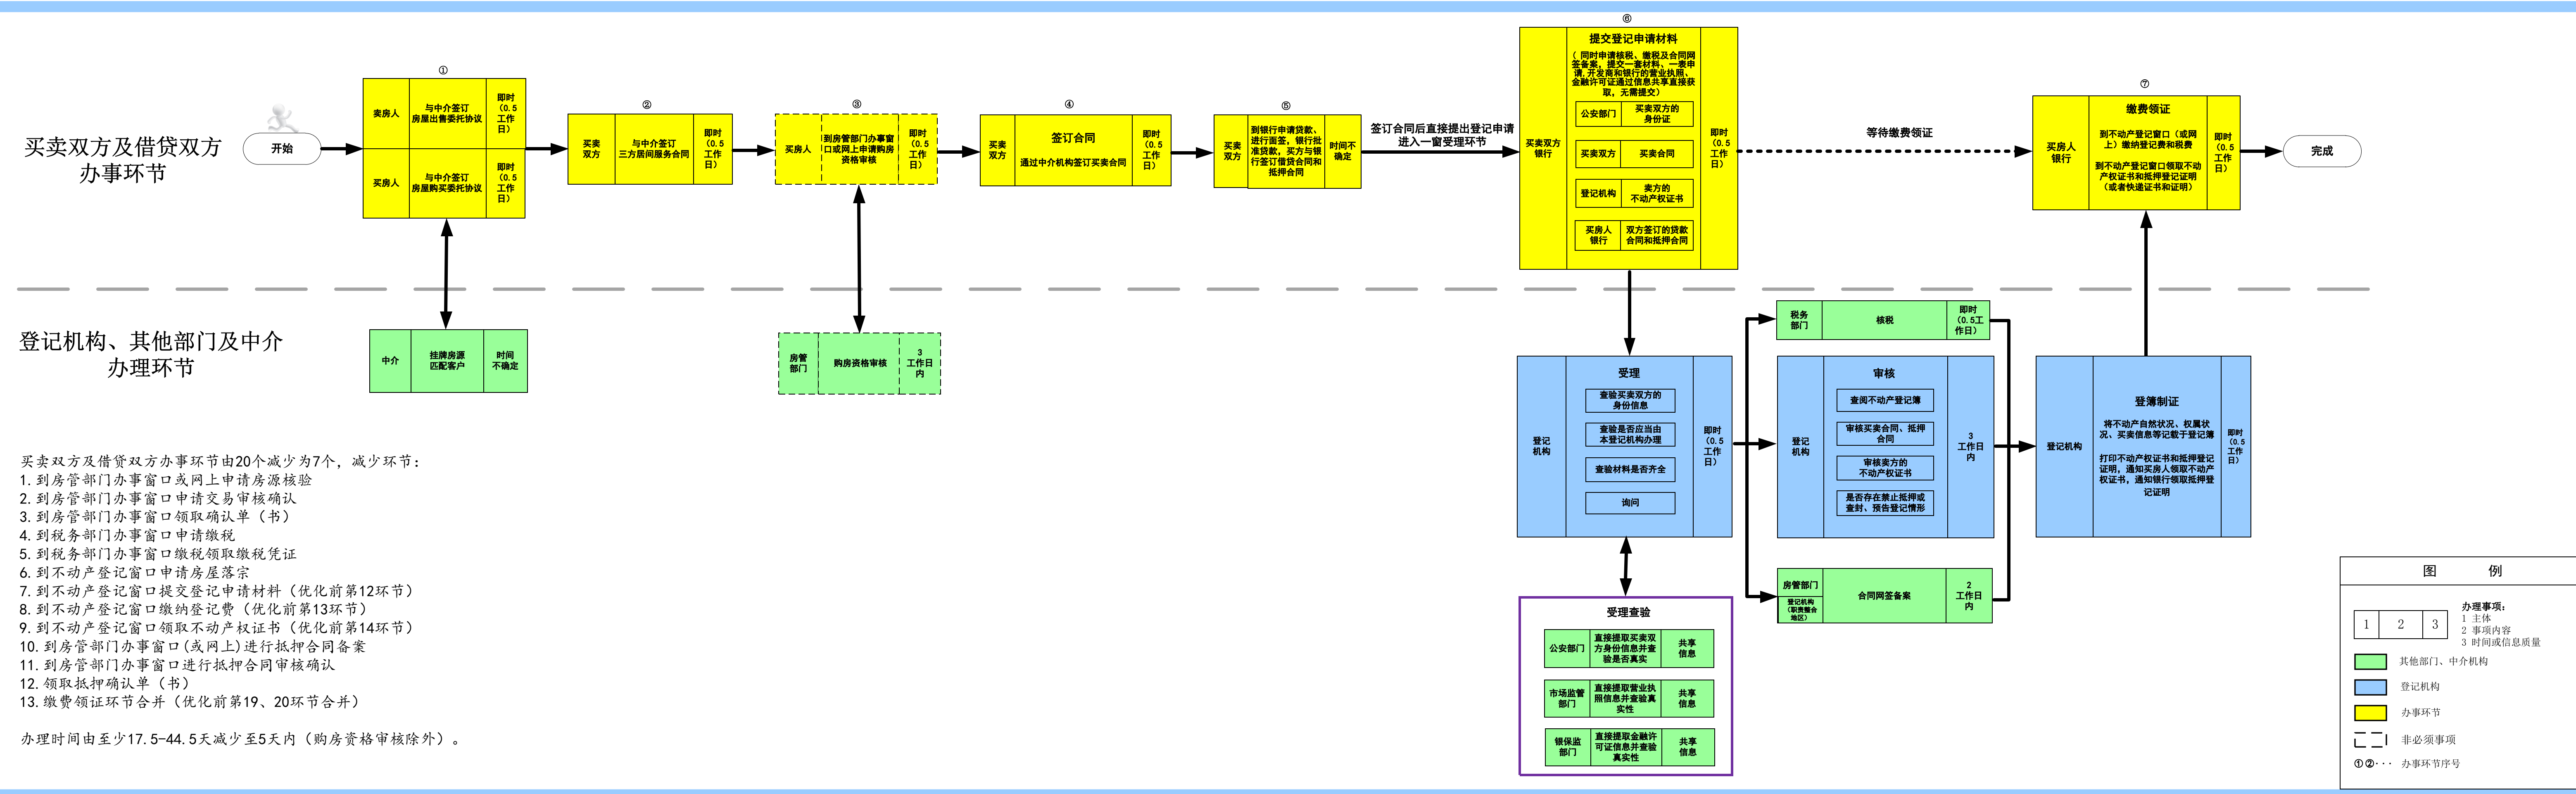 买卖双方及借贷双方
办事环节
开始
①
卖房人
与中介签订
房屋出售委托协议
即时
（0.5
工作
日）
买房人
与中介签订
房屋购买委托协议
即时
（0.5
工作
日）
②
买卖
双方
与中介签订
三方居间服务合同
即时
（0.5
工作
日）
③
买房人
到房管部门办事窗
口或网上申请购房
资格审核
即时
（0.5
工作
日）
④
买卖
双方
签订合同
通过中介机构签订买卖合同
即时
（0.5
工作
日）
⑤
买卖
双方
到银行申请贷款、
进行面签，银行批
准贷款，买方与银
行签订借贷合同和
抵押合同
时间不
确定
签订合同后直接提出登记申请
进入一窗受理环节
⑥
买卖双方
银行
提交登记申请材料
（ 同时申请核税、缴税及合同网
签备案，提交一套材料、一表申
请,开发商和银行的营业执照、
金融许可证通过信息共享直接获
取，无需提交）
公安部门
买卖双方的
身份证
买卖双方
买卖合同
登记机构
卖方的
不动产权证书
买房人
银行
双方签订的贷款
合同和抵押合同
即时
（0.5
工作
日）
等待缴费领证
⑦
买房人
银行
缴费领证
到不动产登记窗口（或网
上）缴纳登记费和税费
到不动产登记窗口领取不动
产权证书和抵押登记证明
（或者快递证书和证明）
即时
（0.5
工作
日）
完成
登记机构、其他部门及中介
办理环节
中介
挂牌房源
匹配客户
时间
不确定
房管
部门
购房资格审核
3
工作日
内
登记
机构
受理
查验买卖双方的
身份信息
查验是否应当由
本登记机构办理
查验材料是否齐全
询问
即时
（0.5
工作
日）
税务
部门
核税
即时
（0.5工
作日）
登记
机构
审核
查阅不动产登记簿
审核买卖合同、抵押
合同
审核卖方的
不动产权证书
是否存在禁止抵押或
查封、预告登记情形
3
工作日
内
房管部门
登记机构
（职责整合
地区）
合同网签备案
2
工作日
内
登记机构
登簿制证
将不动产自然状况、权属状
况、买卖信息等记载于登记簿
打印不动产权证书和抵押登记
证明，通知买房人领取不动产
权证书，通知银行领取抵押登
记证明
即时
（0.5
工作
日）
受理查验
公安部门
直接提取买卖双
方身份信息并查
验是否真实
共享
信息
市场监管
部门
直接提取营业执
照信息并查验真
实性
共享
信息
银保监
部门
直接提取金融许
可证信息并查验
真实性
共享
信息
买卖双方及借贷双方办事环节由20个减少为7个，减少环节：
1.到房管部门办事窗口或网上申请房源核验
2.到房管部门办事窗口申请交易审核确认
3.到房管部门办事窗口领取确认单（书）
4.到税务部门办事窗口申请缴税
5.到税务部门办事窗口缴税领取缴税凭证
6.到不动产登记窗口申请房屋落宗
7.到不动产登记窗口提交登记申请材料（优化前第12环节）
8.到不动产登记窗口缴纳登记费（优化前第13环节）
9.到不动产登记窗口领取不动产权证书（优化前第14环节）
10.到房管部门办事窗口(或网上)进行抵押合同备案
11.到房管部门办事窗口进行抵押合同审核确认
12.领取抵押确认单（书）
13.缴费领证环节合并（优化前第19、20环节合并）
办理时间由至少17.5-44.5天减少至5天内（购房资格审核除外）。
图 例
1 2 3
办理事项：
1 主体
2 事项内容
3 时间或信息质量
其他部门、中介机构
登记机构
办事环节
非必须事项
①②··· 办事环节序号